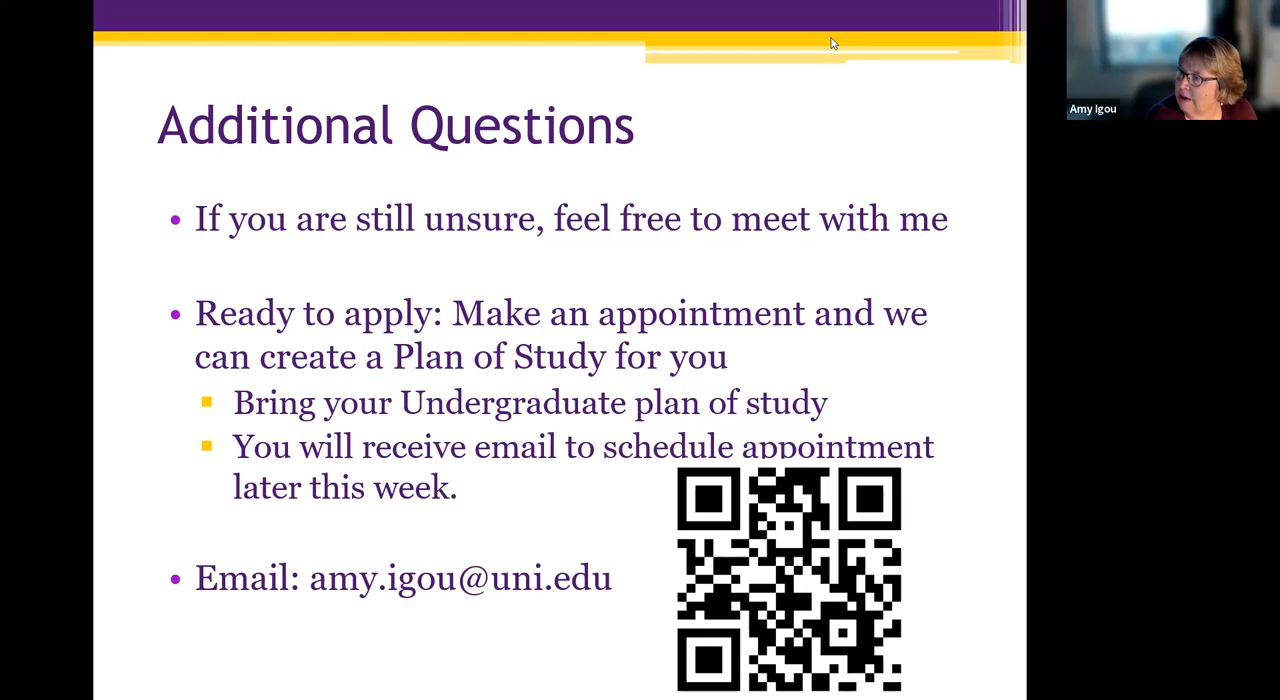 Additional Questions
Amy Igou
• If you are still unsure, feel free to meet with me
• Ready to apply: Make an appointment and we
can create a Plan of Study for you
▪ Bring your Undergraduate plan of study
▪ You will receive email to schedule appointment
later this week.
• Email: amy.igou@uni.edu